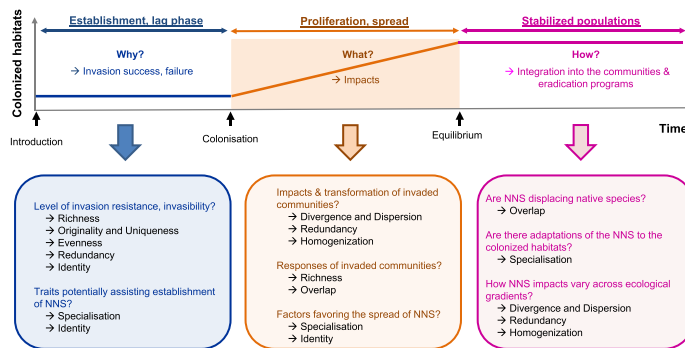 Establishment, lag phase
Proliferation, spread
Stabilized populations
Colonized habitats
Why?
→ Invasion success, failure
What?
→ Impacts
How?
→ Integration into the communities &
eradication programs
Introduction
Colonisation
Equilibrium
Time
Level of invasion resistance, invasibility?
→ Richness
→ Originality and Uniqueness
→ Evenness
→ Redundancy
→ Identity
Traits potentially assisting establishment
of NNS?
→ Specialisation
→ Identity
Impacts & transformation of invaded
communities?
→ Divergence and Dispersion
→ Redundancy
→ Homogenization
Responses of invaded communities?
→ Richness
→ Overlap
Factors favoring the spread of NNS?
→ Specialisation
→ Identity
Are NNS displacing native species?
→ Overlap
Are there adaptations of the NNS to the
colonized habitats?
→ Specialisation
How NNS impacts vary across ecological
gradients?
→ Divergence and Dispersion
→ Redundancy
→ Homogenization